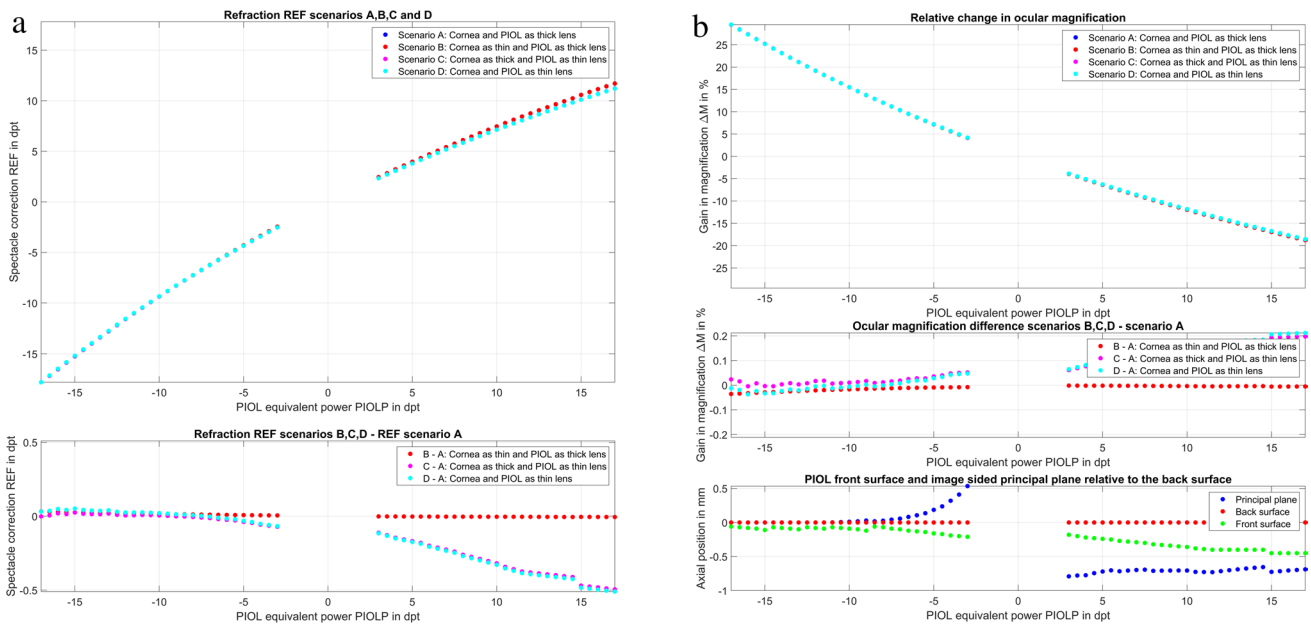 a
Refraction REF scenarios A,B,C and D
Spectacle correction REF in dpt
15
10
5
0
-5
-10
-15
Scenario A: Cornea and PIOL as thick lens
Scenario B: Cornea as thin and PIOL as thick lens
Scenario C: Cornea as thick and PIOL as thin lens
Scenario D: Cornea and PIOL as thin lens
-15 -10 -5 0 5 10 15
PIOL equivalent power PIOLP in dpt
Refraction REF scenarios B,C,D - REF scenario A
Spectacle correction REF in dpt
0.5
0
-0.5
B - A: Cornea as thin and PIOL as thick lens
C - A: Cornea as thick and PIOL as thin lens
D - A: Cornea and PIOL as thin lens
-15 -10 -5 0 5 10 15
PIOL equivalent power PIOLP in dpt
b
Relative change in ocular magnification
Gain in magnification ΔM in %
25
20
15
10
5
0
-5
-10
-15
-20
-25
Scenario A: Cornea and PIOL as thick lens
Scenario B: Cornea as thin and PIOL as thick lens
Scenario C: Cornea as thick and PIOL as thin lens
Scenario D: Cornea and PIOL as thin lens
-15 -10 -5 0 5 10 15
PIOL equivalent power PIOLP in dpt
Ocular magnification difference scenarios B,C,D - scenario A
Gain in magnification ΔM in %
0.2
0.1
0
-0.1
0.2
B - A: Cornea as thin and PIOL as thick lens
C - A: Cornea as thick and PIOL as thin lens
D - A: Cornea and PIOL as thin lens
-15 -10 -5 0 5 10 15
PIOL equivalent power PIOLP in dpt
PIOL front surface and image sided principal plane relative to the back surface
Axial position in mm
0.5
0
-0.5
-1
Principal plane
Back surface
Front surface
-15 -10 -5 0 5 10 15
PIOL equivalent power PIOLP in dpt